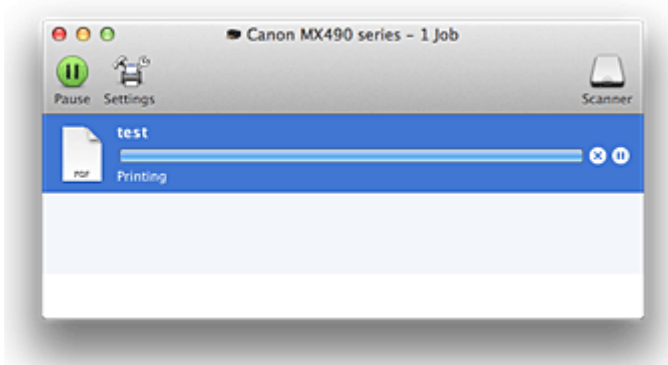 Canon MX490 series – 1 Job
Pause Settings Scanner
test
PDF
Printing